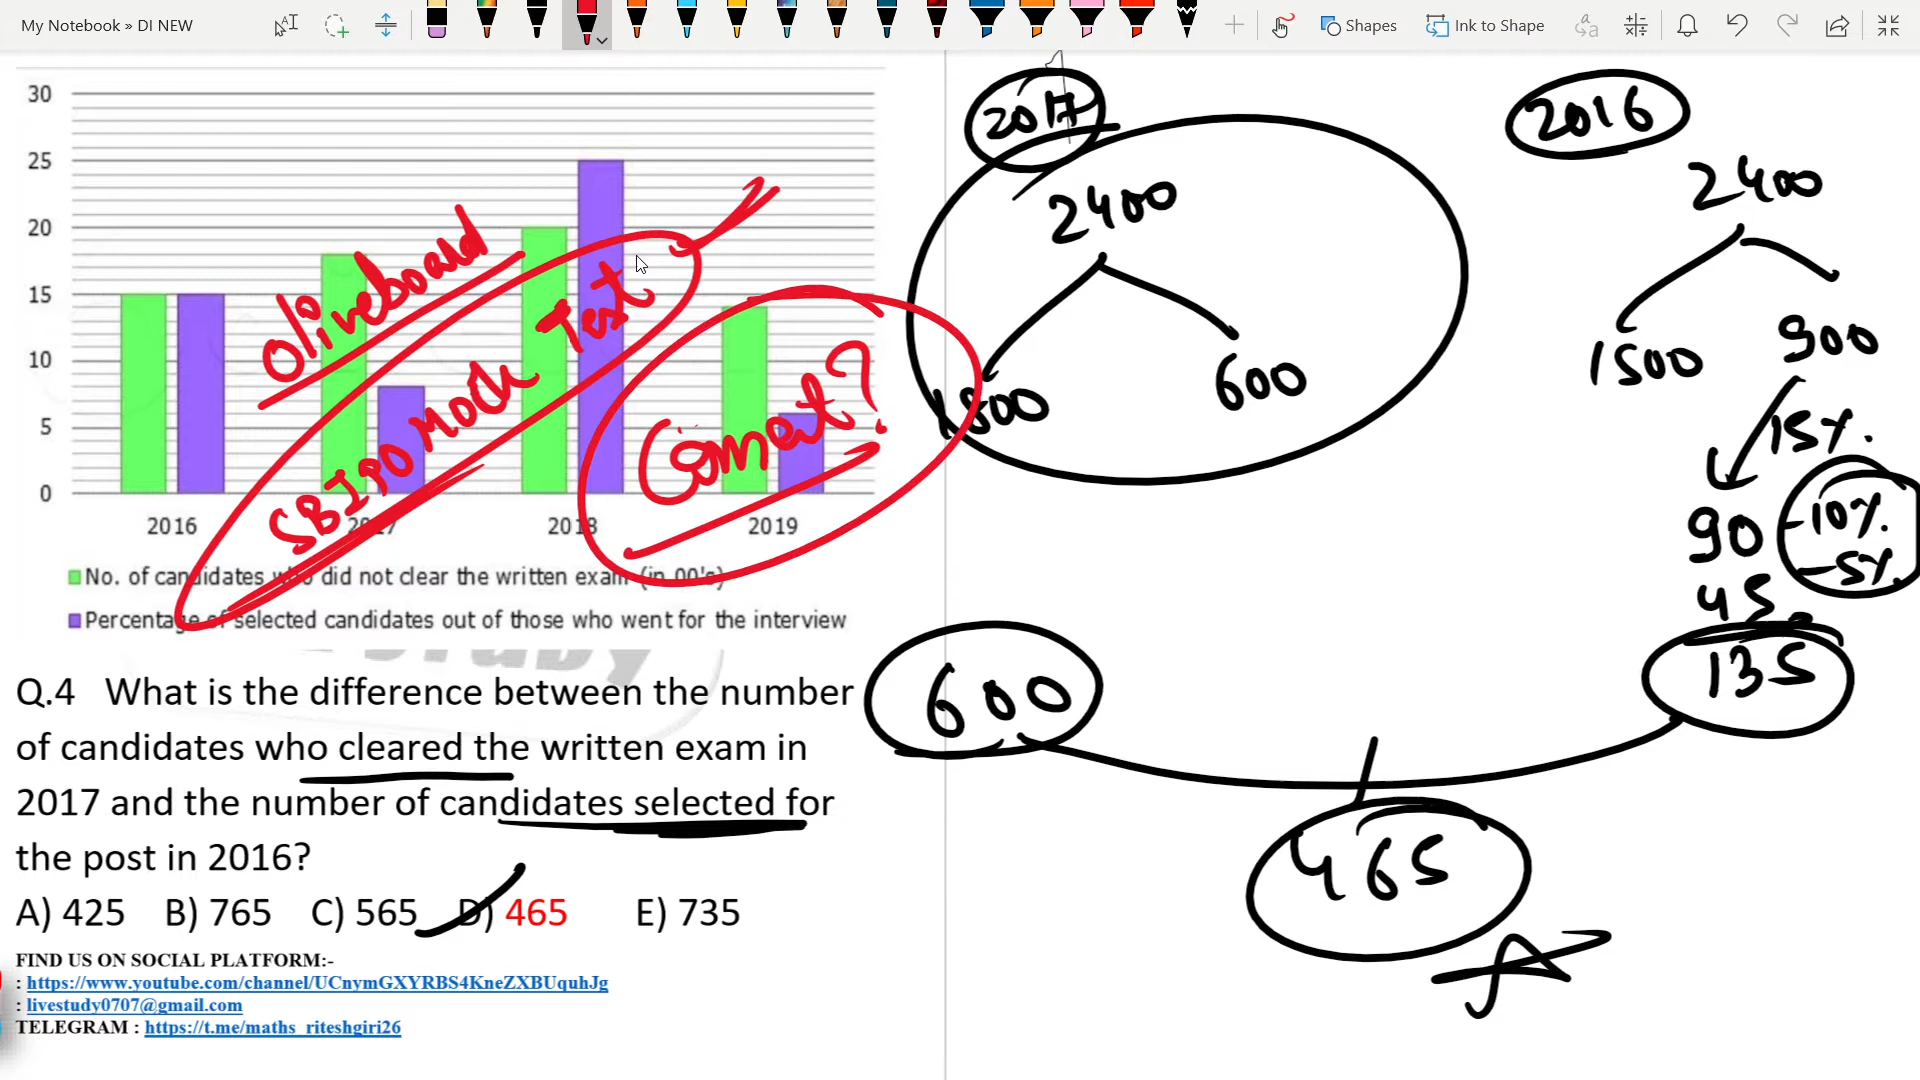 My Notebook » DI NEW
Shapes
Ink to Shape
30
25
20
15
10
5
0
2016
2017
2018
2019
No. of candidates who did not clear the written exam (in 00's)
Percentage of selected candidates out of those who went for the interview
Oliveboard
SBI PO MOCK Test
Coment?
Q.4 What is the difference between the number
of candidates who cleared the written exam in
2017 and the number of candidates selected for
the post in 2016?
A) 425 B) 765 C) 565 D) 465 E) 735
FIND US ON SOCIAL PLATFORM:-
: https://www.youtube.com/channel/UCnymGXYRBS4KneZXBUquhJg
: livestudy0707@gmail.com
TELEGRAM : https://t.me/maths_riteshgiri26
2017
2400
1800 600
2016
2400
1500 900
15%.
90 -10%.
45 -5%.
135
600
465